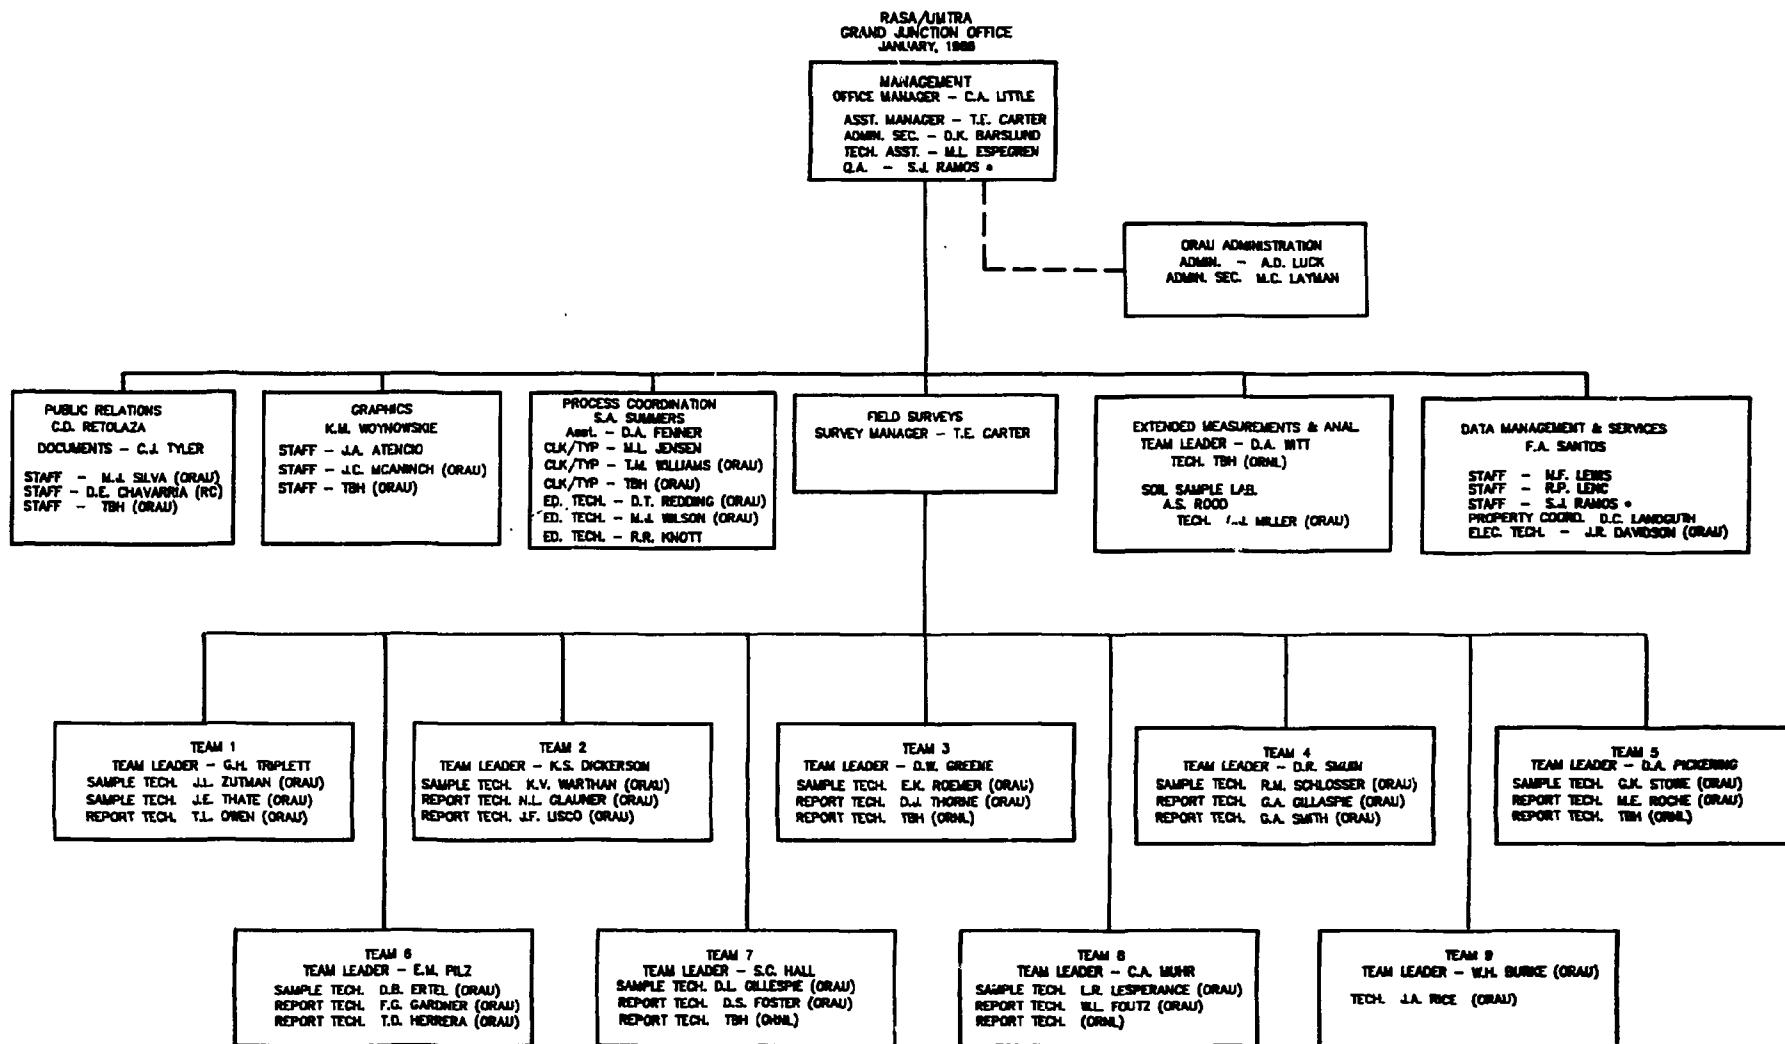 RASA/UMTRA
GRAND JUNCTION OFFICE
JANUARY,
MANAGEMENT
OFFICE MANAGER – C.A. LITTLE
ASST. MANAGER – T.E. CARTER
ADMIN. SEC. – D.K. BARSLUND
TECH. ASST. – M.L. ESPEGREN
Q.A. – S.J. RAMOS *
ORAU ADMINISTRATION
ADMIN. – A.D. LUCK
ADMIN. SEC. M.C. LAYMAN
PUBLIC RELATIONS
C.D. RETOLAZA
DOCUMENTS – C.J. TYLER
STAFF – M.J. SILVA (ORAU)
STAFF – D.E. CHAVARRIA (RC)
STAFF – TBH (ORAU)
GRAPHICS
K.M. WOYNOWSKIE
STAFF – J.A. ATENCIO
STAFF – J.C. MCANINCH (ORAU)
STAFF – TBH (ORAU)
PROCESS COORDINATION
S.A. SUMMERS
Asst. – D.A. FENNER
CLK/TYP – M.L. JENSEN
CLK/TYP – T.M. WILLIAMS (ORAU)
CLK/TYP – TBH (ORAU)
ED. TECH. – D.T. REDDING (ORAU)
ED. TECH. – M.J. WILSON (ORAU)
ED. TECH. – R.R. KNOTT
FIELD SURVEYS
SURVEY MANAGER – T.E. CARTER
EXTENDED MEASUREMENTS & ANAL.
TEAM LEADER – D.A. WITT
TECH. TBH (ORNL)
SOIL SAMPLE LAB.
A.S. ROOD
TECH. MILLER (ORAU)
DATA MANAGEMENT & SERVICES
F.A. SANTOS
STAFF – N.F. LEWIS
STAFF – R.P. LENC
STAFF – S.J. RAMOS *
PROPERTY COORD. D.C. LANDGUTH
ELEC. TECH. – J.R. DAVIDSON (ORAU)
TEAM 1
TEAM LEADER – G.H. TRIPLETT
SAMPLE TECH. J.L. ZUTMAN (ORAU)
SAMPLE TECH. J.E. THATE (ORAU)
REPORT TECH. T.L. OWEN (ORAU)
TEAM 2
TEAM LEADER – K.S. DICKERSON
SAMPLE TECH. K.V. WARTHAN (ORAU)
REPORT TECH. N.L. CLAUNER (ORAU)
REPORT TECH. J.F. LISCO (ORAU)
TEAM 3
TEAM LEADER – D.W. GREENE
SAMPLE TECH. E.K. ROEMER (ORAU)
REPORT TECH. D.J. THORNE (ORAU)
REPORT TECH. TBH (ORNL)
TEAM 4
TEAM LEADER – D.R.
SAMPLE TECH. R.M. SCHLOSSER (ORAU)
REPORT TECH. G.A. GILLASPIE (ORAU)
REPORT TECH. G.A. SMITH (ORAU)
TEAM 5
TEAM LEADER – D.A. PICKERING
SAMPLE TECH. G.K. STONE (ORAU)
REPORT TECH. M.E. ROCHE (ORAU)
REPORT TECH. TBH (ORNL)
TEAM 6
TEAM LEADER – E.M. PILZ
SAMPLE TECH. D.B. ERTEL (ORAU)
REPORT TECH. F.G. GARDNER (ORAU)
REPORT TECH. T.D. HERRERA (ORAU)
TEAM 7
TEAM LEADER – S.C. HALL
SAMPLE TECH. D.L. GILLESPIE (ORAU)
REPORT TECH. D.S. FOSTER (ORAU)
REPORT TECH. TBH (ORNL)
TEAM 8
TEAM LEADER – C.A. MUHR
SAMPLE TECH. L.R. LESPERANCE (ORAU)
REPORT TECH. W.L. FOUTZ (ORAU)
REPORT TECH. (ORNL)
TEAM 9
TEAM LEADER – W.H. BURKE (ORAU)
TECH. J.A. RICE (ORAU)